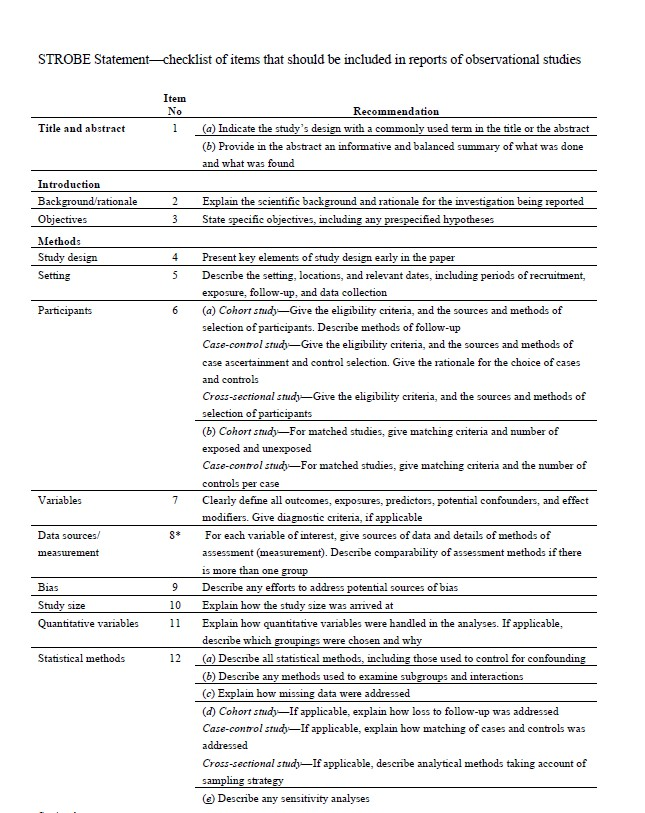 STROBE Statement—checklist of items that should be included in reports of observational studies
Item
No
Recommendation
Title and abstract 1 (a) Indicate the study's design with a commonly used term in the title or the abstract
(b) Provide in the abstract an informative and balanced summary of what was done
and what was found
Introduction
Background/rationale 2 Explain the scientific background and rationale for the investigation being reported
Objectives 3 State specific objectives, including any prespecified hypotheses
Methods
Study design 4 Present key elements of study design early in the paper
Setting 5 Describe the setting, locations, and relevant dates, including periods of recruitment,
exposure, follow-up, and data collection
Participants 6 (a) Cohort study—Give the eligibility criteria, and the sources and methods of
selection of participants. Describe methods of follow-up
Case-control study—Give the eligibility criteria, and the sources and methods of
case ascertainment and control selection. Give the rationale for the choice of cases
and controls
Cross-sectional study—Give the eligibility criteria, and the sources and methods of
selection of participants
(b) Cohort study—For matched studies, give matching criteria and number of
exposed and unexposed
Case-control study—For matched studies, give matching criteria and the number of
controls per case
Variables 7 Clearly define all outcomes, exposures, predictors, potential confounders, and effect
modifiers. Give diagnostic criteria, if applicable
Data sources/ 8* For each variable of interest, give sources of data and details of methods of
measurement assessment (measurement). Describe comparability of assessment methods if there
is more than one group
Bias 9 Describe any efforts to address potential sources of bias
Study size 10 Explain how the study size was arrived at
Quantitative variables 11 Explain how quantitative variables were handled in the analyses. If applicable,
describe which groupings were chosen and why
Statistical methods 12 (a) Describe all statistical methods, including those used to control for confounding
(b) Describe any methods used to examine subgroups and interactions
(c) Explain how missing data were addressed
(d) Cohort study—If applicable, explain how loss to follow-up was addressed
Case-control study—If applicable, explain how matching of cases and controls was
addressed
Cross-sectional study—If applicable, describe analytical methods taking account of
sampling strategy
(e) Describe any sensitivity analyses